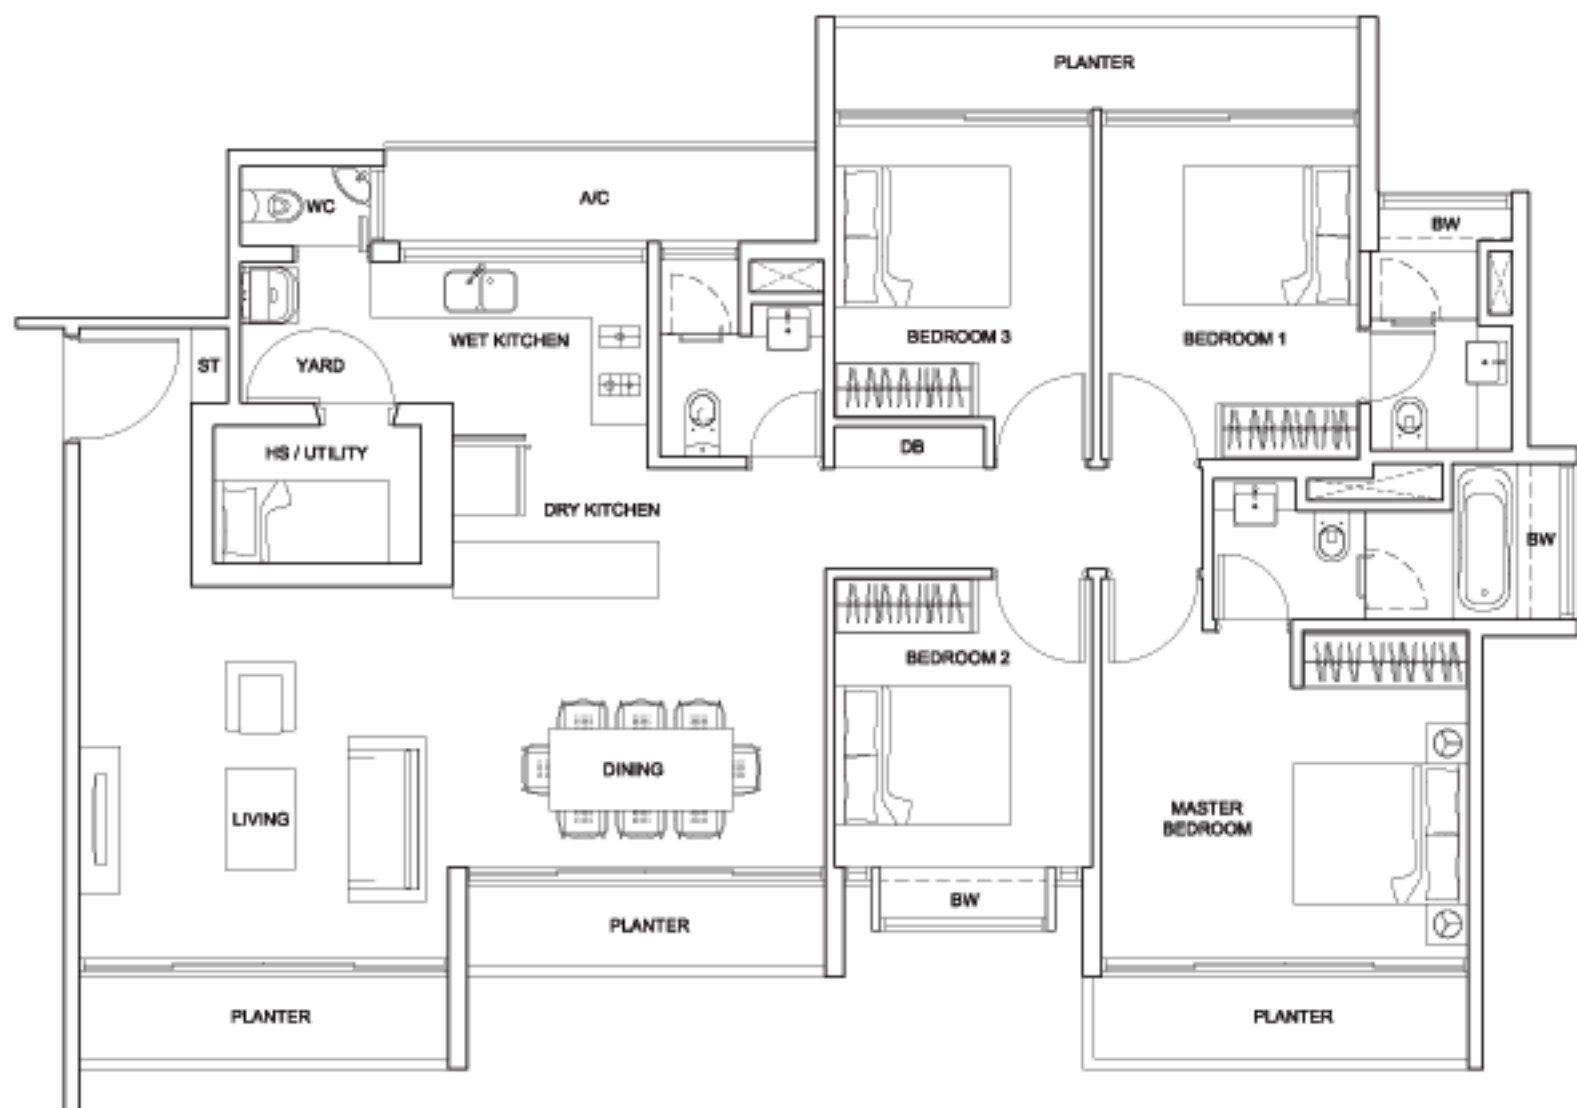 PLANTER
A/C
WC
BW
WET KITCHEN
BEDROOM 3
BEDROOM 1
ST
YARD
HS / UTILITY
DB
DRY KITCHEN
BW
BEDROOM 2
DINING
LIVING
MASTER
BEDROOM
BW
PLANTER
PLANTER
PLANTER